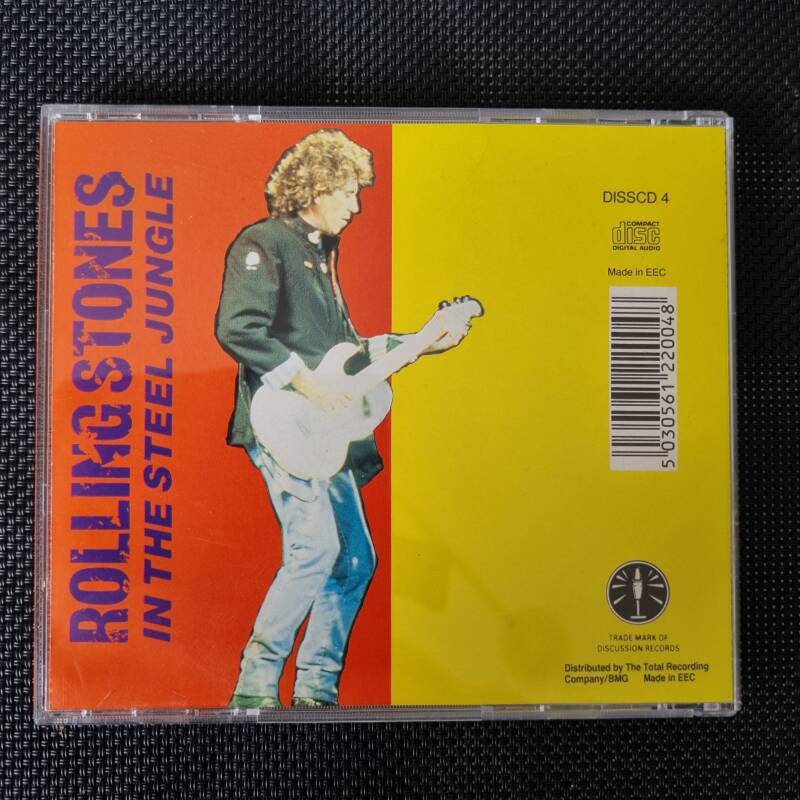 ROLLING STONES
IN THE STEEL JUNGLE
DISSCD 4
COMPACT
disc
DIGITAL AUDIO
Made in EEC
5 030561 220048
TRADE MARK OF
DISCUSSION RECORDS
Distributed by The Total Recording
Company/BMG Made in EEC